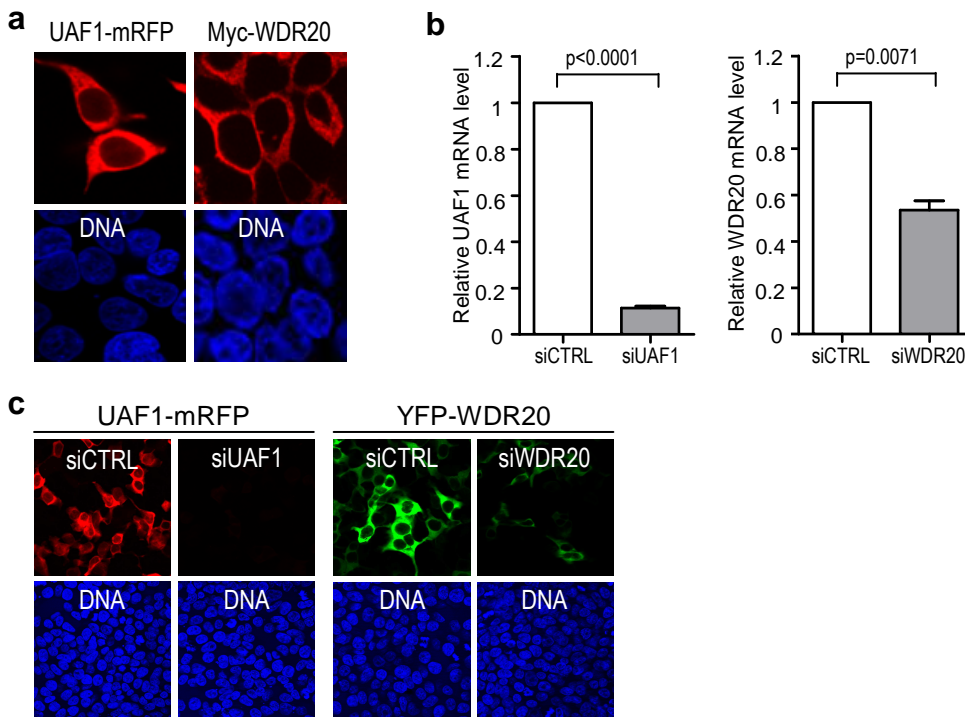 a
UAF1-mRFP Myc-WDR20
DNA DNA
b
Relative UAF1 mRNA level
1.2
1
0.8
0.6
0.4
0.2
0
p<0.0001
siCTRL siUAF1
Relative WDR20 mRNA level
1.2
1
0.8
0.6
0.4
0.2
0
p=0.0071
siCTRL siWDR20
c
UAF1-mRFP YFP-WDR20
siCTRL siUAF1 siCTRL siWDR20
DNA DNA DNA DNA